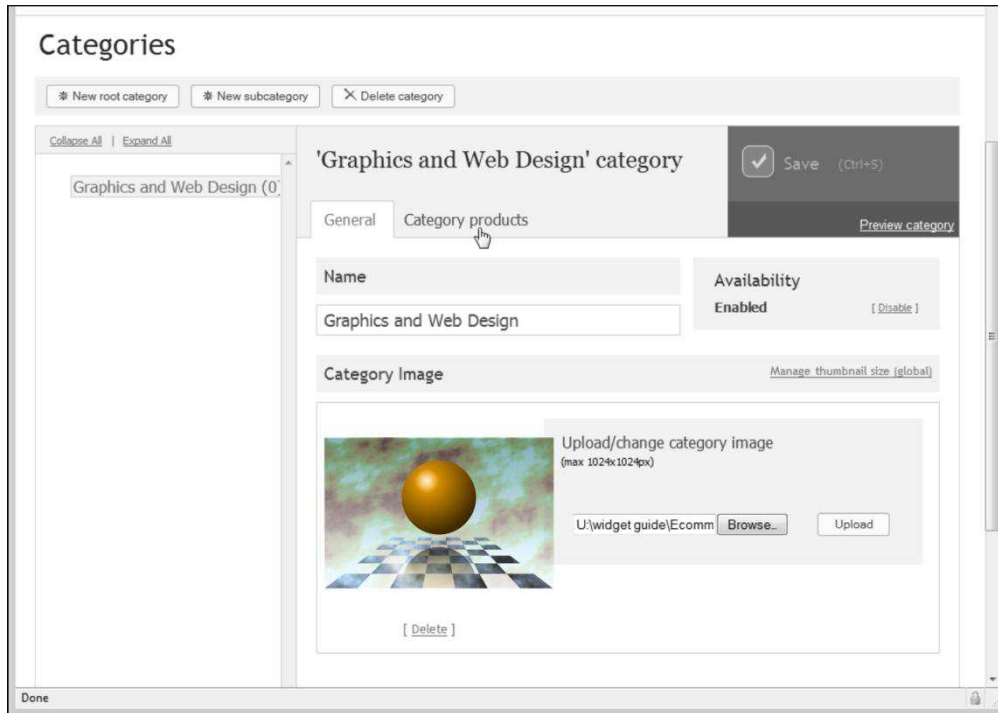 Categories
New root category New subcategory Delete category
Collapse All | Expand All
Graphics and Web Design (0)
'Graphics and Web Design' category
Save (Ctrl+S)
General Category products
Preview category
Name
Availability
Enabled [ Disable ]
Graphics and Web Design
Category Image Manage thumbnail size (global)
Upload/change category image
(max 1024x1024px)
U:\widget guide\Ecomm Browse.. Upload
[ Delete ]
Done